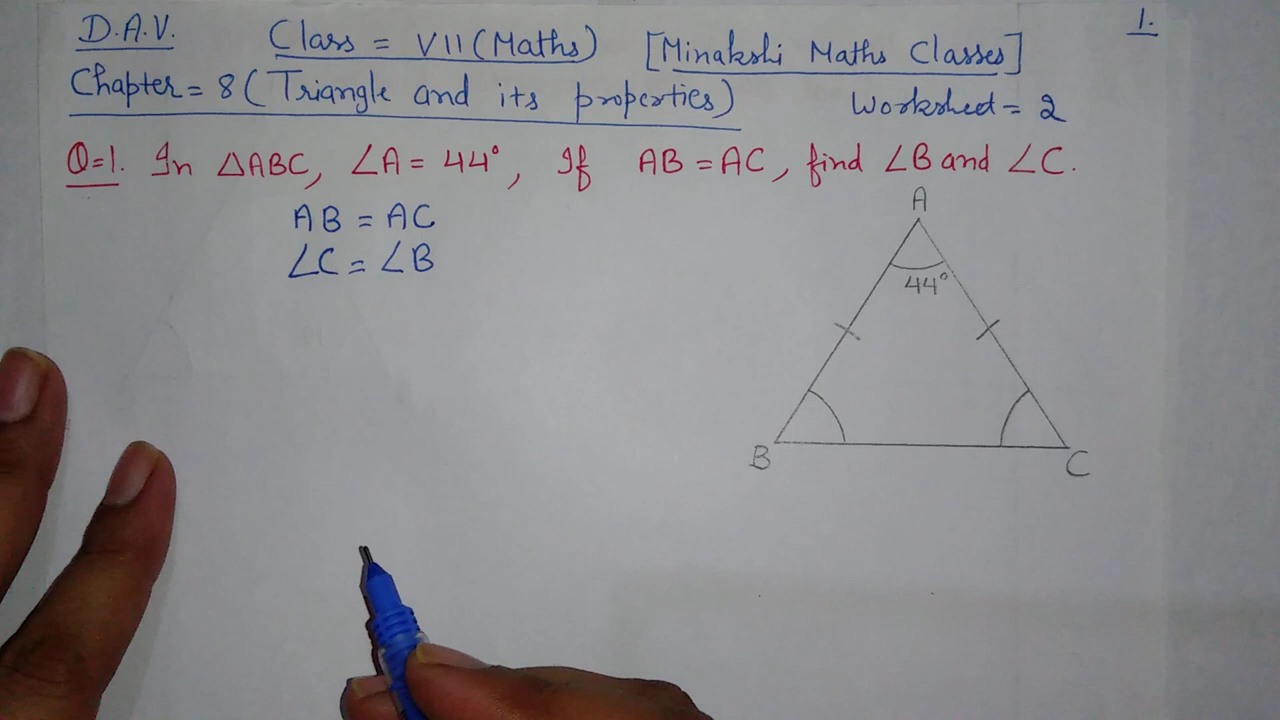 D.A.V. Class = VII (Maths) [Minakshi Maths Classes] 1.
Chapter = 8 (Triangle and its properties) Worksheet = 2
Q=1. In △ABC, ∠A = 44°, If AB = AC, find ∠B and ∠C.
AB = AC
∠C = ∠B
A
44°
B
C